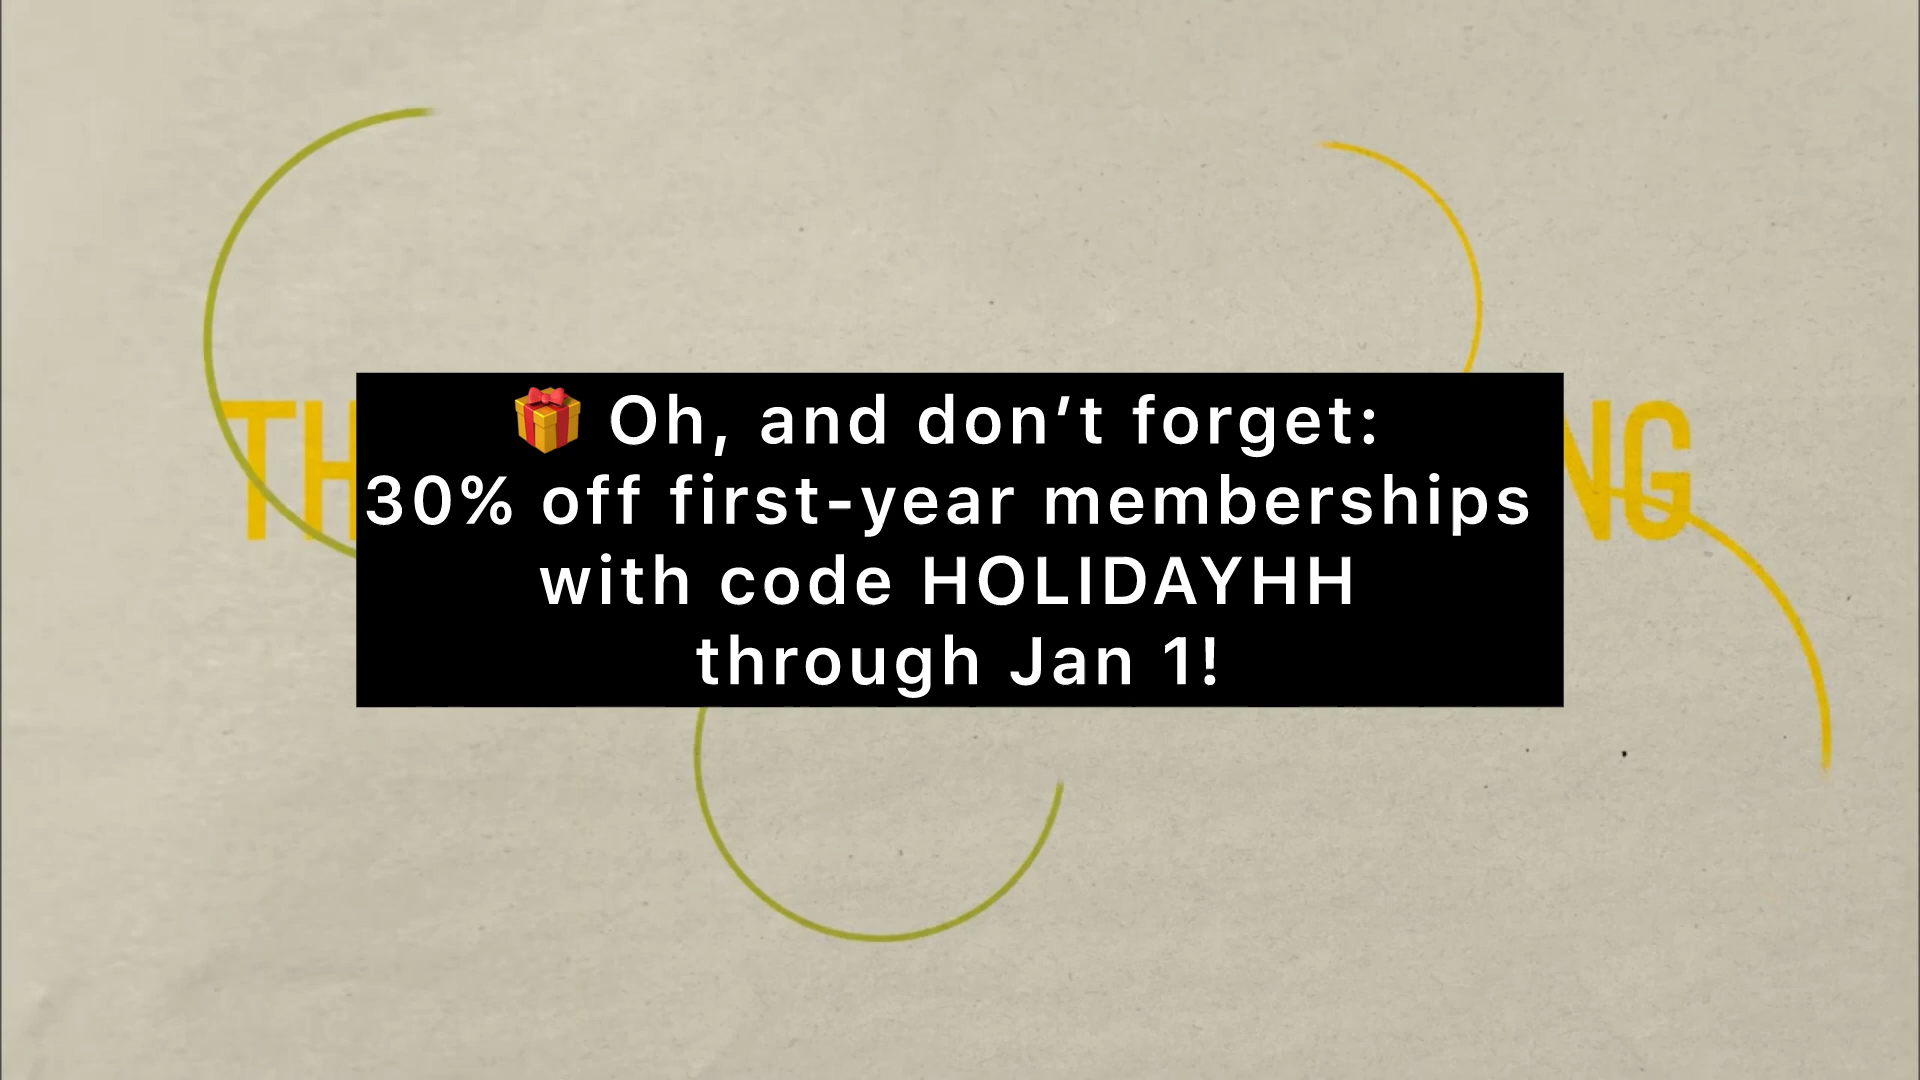 🎁 Oh, and don’t forget:
30% off first-year memberships
with code HOLIDAYHH
through Jan 1!